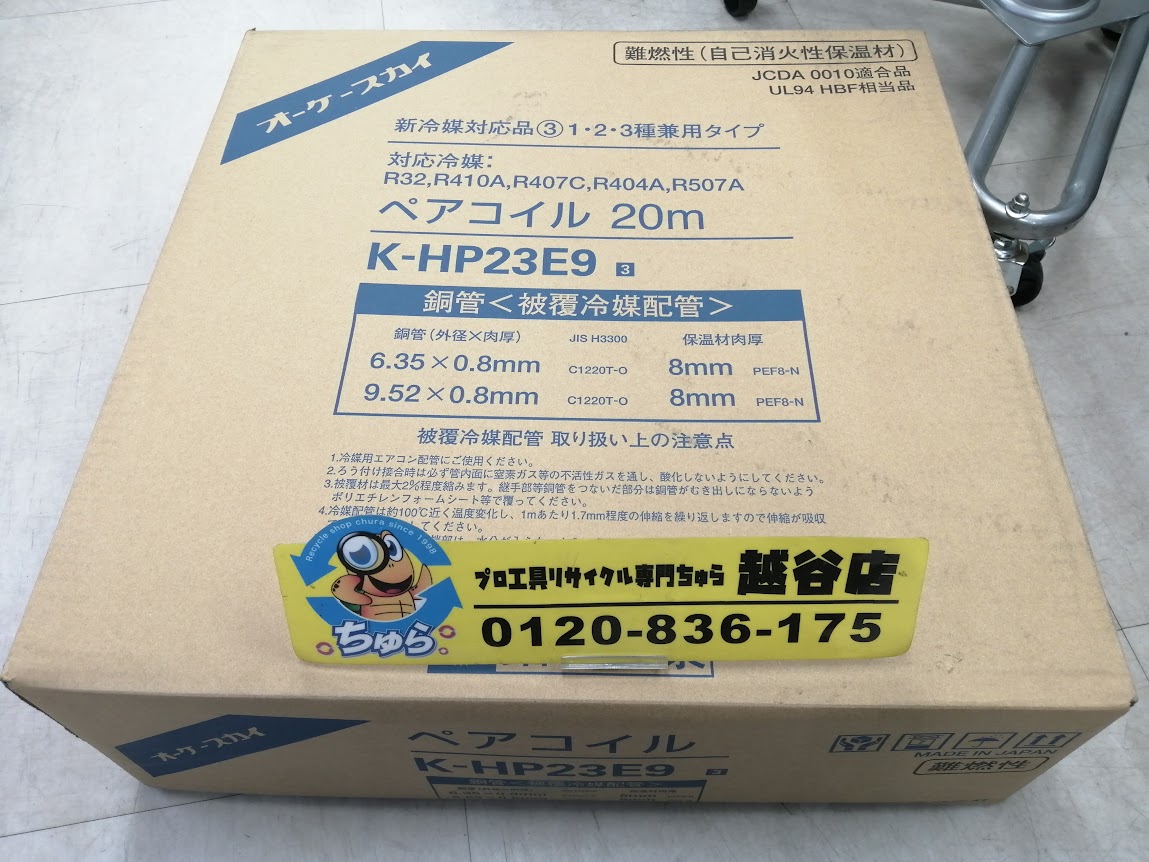 オーケースカイ
難燃性(自己消火性保温材)
JCDA 0010適合品
UL94 HBF相当品
新冷媒対応品③1・2・3種兼用タイプ
対応冷媒:
R32,R410A,R407C,R404A,R507A
ペアコイル 20m
K-HP23E9 3
銅管<被覆冷媒配管>
銅管(外径×肉厚) JIS H3300 保温材肉厚
6.35×0.8mm C1220T-O 8mm PEF8-N
9.52×0.8mm C1220T-O 8mm PEF8-N
被覆冷媒配管 取り扱い上の注意点
1.冷媒用エアコン配管にご使用ください。
2.ろう付け接合時は必ず管内面に窒素ガス等の不活性ガスを通し、酸化しないようにしてください。
3.被覆材は最大2%程度縮みます。継手部等銅管をつないだ部分は銅管がむき出しにならないよう
ポリエチレンフォームシート等で覆ってください。
4.冷媒配管は約100℃近く温度変化し、1mあたり1.7mm程度の伸縮を繰り返しますので伸縮が吸収
てください。
Recycle shop chura since 1998
ちゅら
プロ工具リサイクル専門ちゅら 越谷店
0120-836-175
オーケースカイ
ペアコイル
K-HP23E9 3
銅管<被覆冷媒配管>
MADE IN JAPAN
難燃性